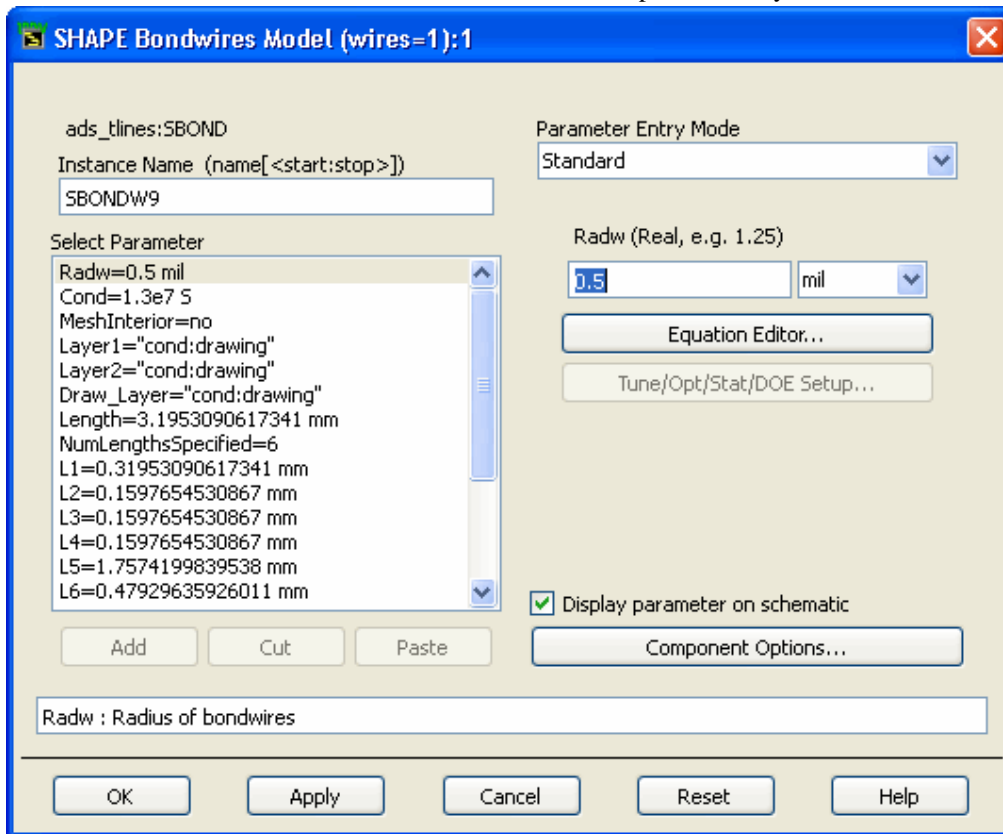 SHAPE Bondwires Model (wires=1):1
ads_tlines:SBOND
Instance Name (name[<start:stop>])
SBONDW9
Select Parameter
Radw=0.5 mil
Cond=1.3e7 S
MeshInterior=no
Layer1="cond:drawing"
Layer2="cond:drawing"
Draw_Layer="cond:drawing"
Length=3.1953090617341 mm
NumLengthsSpecified=6
L1=0.31953090617341 mm
L2=0.1597654530867 mm
L3=0.1597654530867 mm
L4=0.1597654530867 mm
L5=1.7574199839538 mm
L6=0.47929635926011 mm
Add Cut Paste
Parameter Entry Mode
Standard
Radw (Real, e.g. 1.25)
0.5 mil
Equation Editor...
Tune/Opt/Stat/DOE Setup...
Display parameter on schematic
Component Options...
Radw : Radius of bondwires
OK Apply Cancel Reset Help